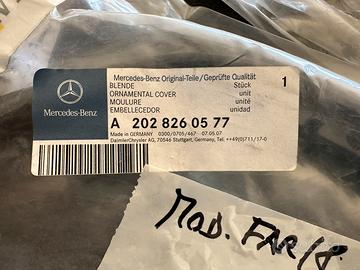 Mercedes-Benz
Mercedes-Benz Original-Teile/Geprüfte Qualität
BLENDE Stück 1
ORNAMENTAL COVER unit
MOULURE unité
EMBELLECEDOR unidad
A 202 826 05 77
Made in GERMANY 0300/0705/467 07.05.07
DaimlerChrysler AG, 70546 Stuttgart, Germany, Tel. ++49(0)711/17-0
MOD.